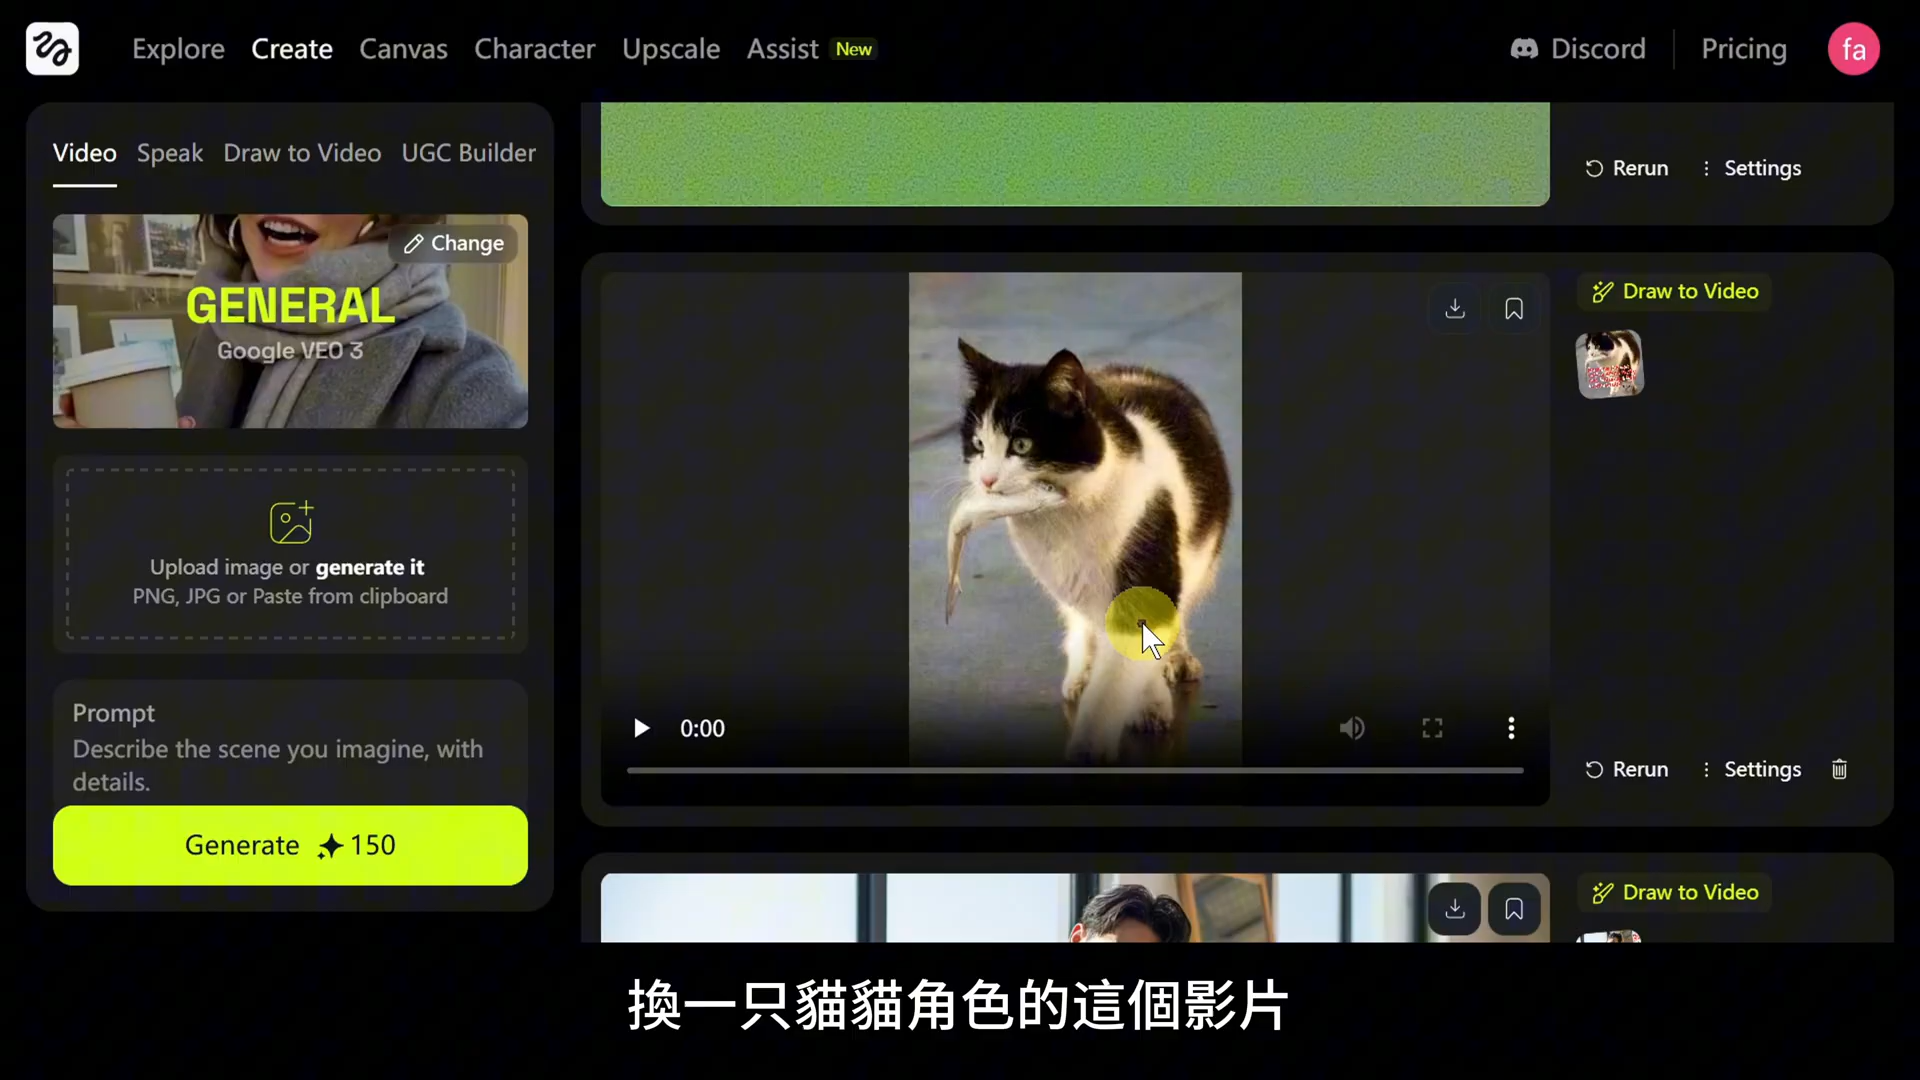 Explore Create Canvas Character Upscale Assist New
Discord Pricing fa
Video Speak Draw to Video UGC Builder
Change
GENERAL
Google VEO 3
Upload image or generate it
PNG, JPG or Paste from clipboard
Prompt
Describe the scene you imagine, with
details.
Generate 150
Rerun Settings
Draw to Video
0:00
Rerun Settings
Draw to Video
換一只貓貓角色的這個影片